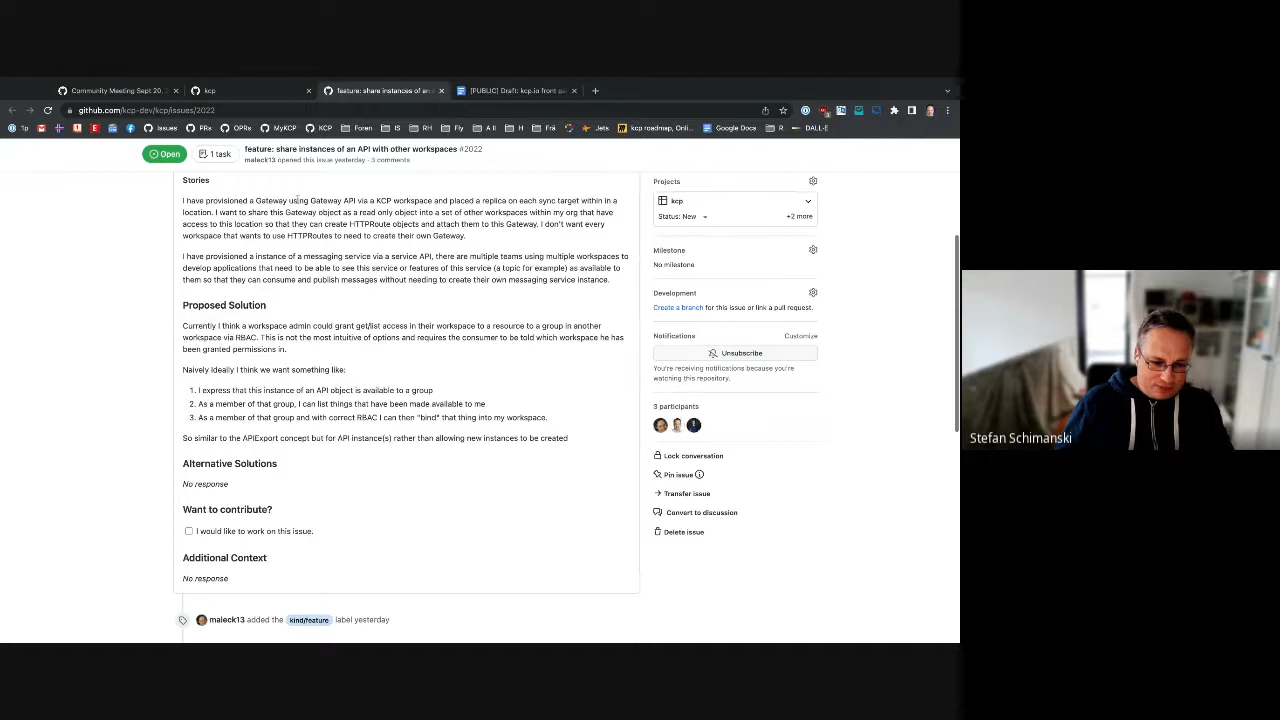 Community Meeting Sept 20,
kcp
feature: share instances of an A
[PUBLIC] Draft: kcp.io front pa
github.com/kcp-dev/kcp/issues/2022
Issues
PRs
OPRs
MyKCP
KCP
Foren
IS
RH
Fly
A II
H
Frä
Jets
kcp roadmap, Onli...
Google Docs
R
DALL-E
Open
1 task
feature: share instances of an API with other workspaces #2022
maleck13 opened this issue yesterday · 3 comments
Stories
I have provisioned a Gateway using Gateway API via a KCP workspace and placed a replica on each sync target within in a
location. I want to share this Gateway object as a read only object into a set of other workspaces within my org that have
access to this location so that they can create HTTPRoute objects and attach them to this Gateway. I don't want every
workspace that wants to use HTTPRoutes to need to create their own Gateway.
I have provisioned a instance of a messaging service via a service API, there are multiple teams using multiple workspaces to
develop applications that need to be able to see this service or features of this service (a topic for example) as available to
them so that they can consume and publish messages without needing to create their own messaging service instance.
Proposed Solution
Currently I think a workspace admin could grant get/list access in their workspace to a resource to a group in another
workspace via RBAC. This is not the most intuitive of options and requires the consumer to be told which workspace he has
been granted permissions in.
Naively Ideally I think we want something like:
1. I express that this instance of an API object is available to a group
2. As a member of that group, I can list things that have been made available to me
3. As a member of that group and with correct RBAC I can then "bind" that thing into my workspace.
So similar to the APIExport concept but for API instance(s) rather than allowing new instances to be created
Alternative Solutions
No response
Want to contribute?
I would like to work on this issue.
Additional Context
No response
maleck13 added the kind/feature label yesterday
Projects
kcp
Status: New
+2 more
Milestone
No milestone
Development
Create a branch for this issue or link a pull request.
Notifications
Customize
Unsubscribe
You're receiving notifications because you're
watching this repository.
3 participants
Lock conversation
Pin issue
Transfer issue
Convert to discussion
Delete issue
Stefan Schimanski